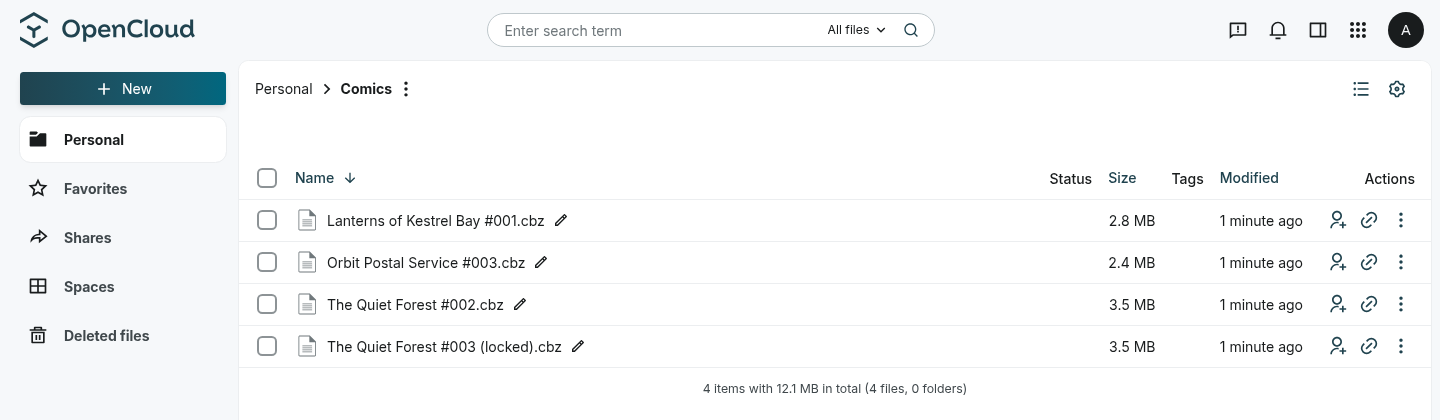 OpenCloud
Enter search term
All files
A
New
Personal
Favorites
Shares
Spaces
Deleted files
Personal > Comics
Name Status Size Tags Modified Actions
Lanterns of Kestrel Bay #001.cbz 2.8 MB 1 minute ago
Orbit Postal Service #003.cbz 2.4 MB 1 minute ago
The Quiet Forest #002.cbz 3.5 MB 1 minute ago
The Quiet Forest #003 (locked).cbz 3.5 MB 1 minute ago
4 items with 12.1 MB in total (4 files, 0 folders)